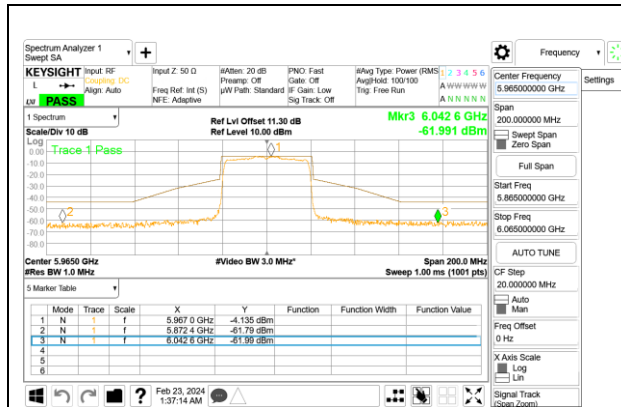 Spectrum Analyzer 1
Swept SA
+
Frequency
KEYSIGHT
L
LXI
PASS
Input: RF
Coupling: DC
Align: Auto
Input Z: 50 Ω
Freq Ref: Int (S)
NFE: Adaptive
#Atten: 20 dB
Preamp: Off
µW Path: Standard
PNO: Fast
Gate: Off
IF Gain: Low
Sig Track: Off
#Avg Type: Power (RMS
Avg|Hold: 100/100
Trig: Free Run
1 2 3 4 5 6
A W W W W W
A N N N N N
1 Spectrum
Scale/Div 10 dB
Ref Lvl Offset 11.30 dB
Ref Level 10.00 dBm
Mkr3 6.042 6 GHz
-61.991 dBm
Log
Trace 1 Pass
0.00
-10.0
-20.0
-30.0
-40.0
-50.0
-60.0
-70.0
-80.0
1
2
3
Center 5.9650 GHz
#Res BW 1.0 MHz
#Video BW 3.0 MHz*
Span 200.0 MHz
Sweep 1.00 ms (1001 pts)
5 Marker Table
Mode Trace Scale X Y Function Function Width Function Value
1 N 1 f 5.967 0 GHz -4.135 dBm
2 N 1 f 5.872 4 GHz -61.79 dBm
3 N 1 f 6.042 6 GHz -61.99 dBm
4
5
6
?
Feb 23, 2024
1:37:14 AM
Center Frequency
5.965000000 GHz
Settings
Span
200.000000 MHz
Swept Span
Zero Span
Full Span
Start Freq
5.865000000 GHz
Stop Freq
6.065000000 GHz
AUTO TUNE
CF Step
20.000000 MHz
Auto
Man
Freq Offset
0 Hz
X Axis Scale
Log
Lin
Signal Track
(Span Zoom)